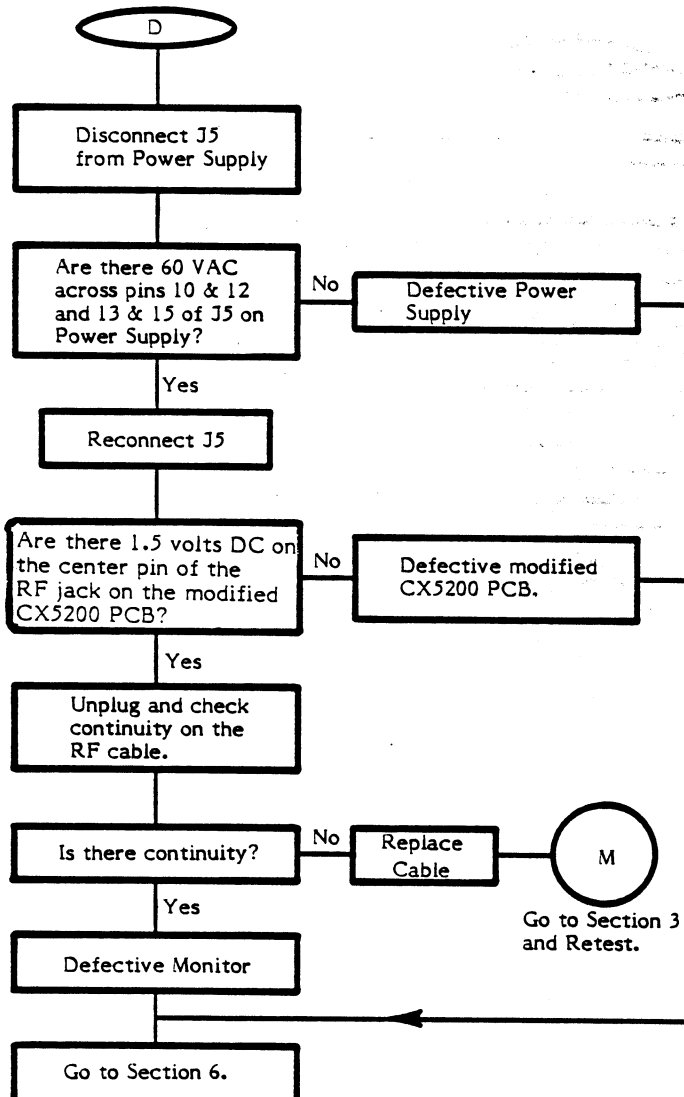 D
Disconnect J5
from Power Supply
Are there 60 VAC
across pins 10 & 12
and 13 & 15 of J5 on
Power Supply?
No
Defective Power
Supply
Yes
Reconnect J5
Are there 1.5 volts DC on
the center pin of the
RF jack on the modified
CX5200 PCB?
No
Defective modified
CX5200 PCB.
Yes
Unplug and check
continuity on the
RF cable.
Is there continuity?
No
Replace
Cable
M
Go to Section 3
and Retest.
Yes
Defective Monitor
Go to Section 6.